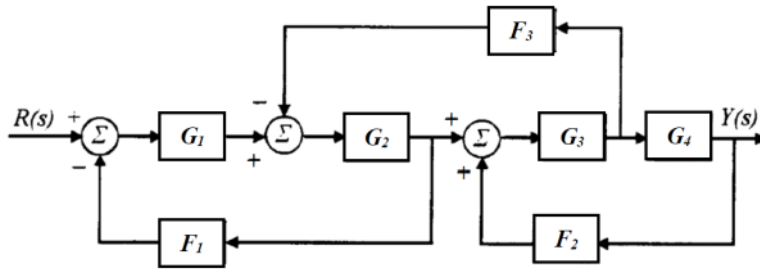 F3
R(s) + Σ − G1 − Σ + G2 + Σ + G3 G4 Y(s)
F1 F2